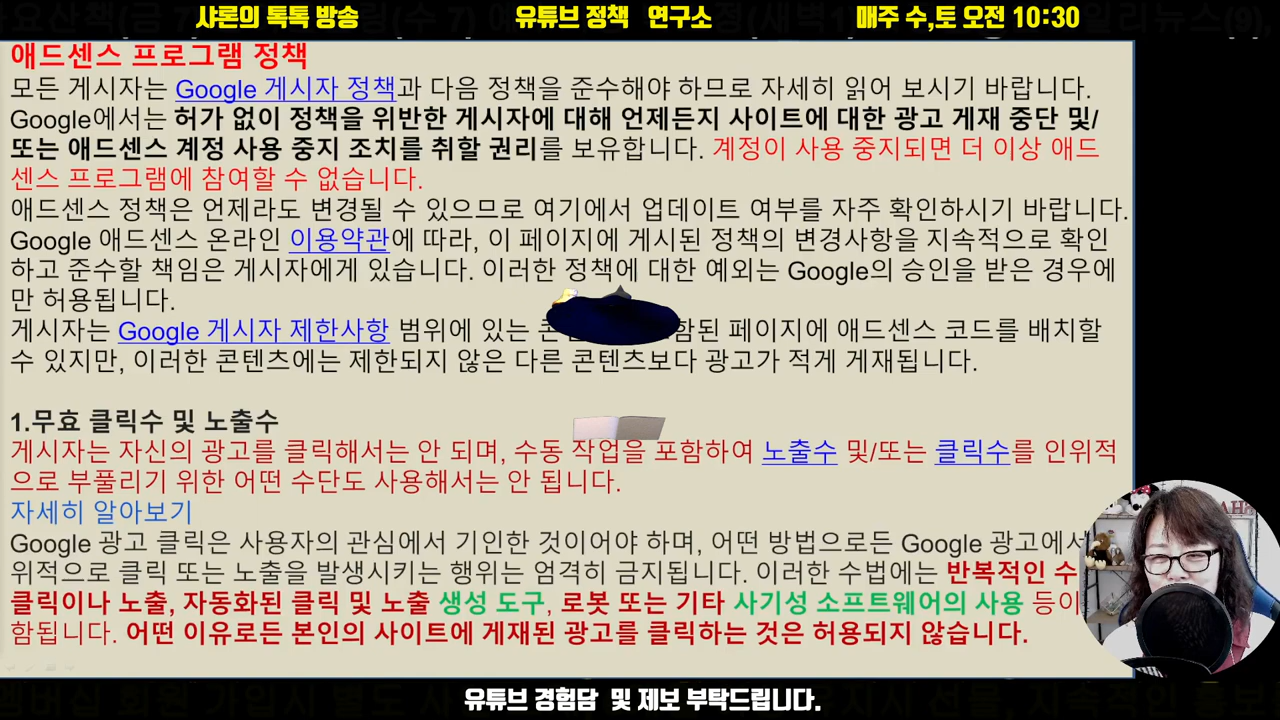 샤론의 톡톡 방송 유튜브 정책 연구소 매주 수,토 오전 10:30
애드센스 프로그램 정책
모든 게시자는 Google 게시자 정책과 다음 정책을 준수해야 하므로 자세히 읽어 보시기 바랍니다.
Google에서는 허가 없이 정책을 위반한 게시자에 대해 언제든지 사이트에 대한 광고 게재 중단 및/
또는 애드센스 계정 사용 중지 조치를 취할 권리를 보유합니다. 계정이 사용 중지되면 더 이상 애드
센스 프로그램에 참여할 수 없습니다.
애드센스 정책은 언제라도 변경될 수 있으므로 여기에서 업데이트 여부를 자주 확인하시기 바랍니다.
Google 애드센스 온라인 이용약관에 따라, 이 페이지에 게시된 정책의 변경사항을 지속적으로 확인
하고 준수할 책임은 게시자에게 있습니다. 이러한 정책에 대한 예외는 Google의 승인을 받은 경우에
만 허용됩니다.
게시자는 Google 게시자 제한사항 범위에 있는 페이지에 애드센스 코드를 배치할
수 있지만, 이러한 콘텐츠에는 제한되지 않은 다른 콘텐츠보다 광고가 적게 게재됩니다.
1.무효 클릭수 및 노출수
게시자는 자신의 광고를 클릭해서는 안 되며, 수동 작업을 포함하여 노출수 및/또는 클릭수를 인위적
으로 부풀리기 위한 어떤 수단도 사용해서는 안 됩니다.
자세히 알아보기
Google 광고 클릭은 사용자의 관심에서 기인한 것이어야 하며, 어떤 방법으로든 Google 광고에서
위적으로 클릭 또는 노출을 발생시키는 행위는 엄격히 금지됩니다. 이러한 수법에는 반복적인 수
클릭이나 노출, 자동화된 클릭 및 노출 생성 도구, 로봇 또는 기타 사기성 소프트웨어의 사용 등이
함됩니다. 어떤 이유로든 본인의 사이트에 게재된 광고를 클릭하는 것은 허용되지 않습니다.
유튜브 경험담 및 제보 부탁드립니다.